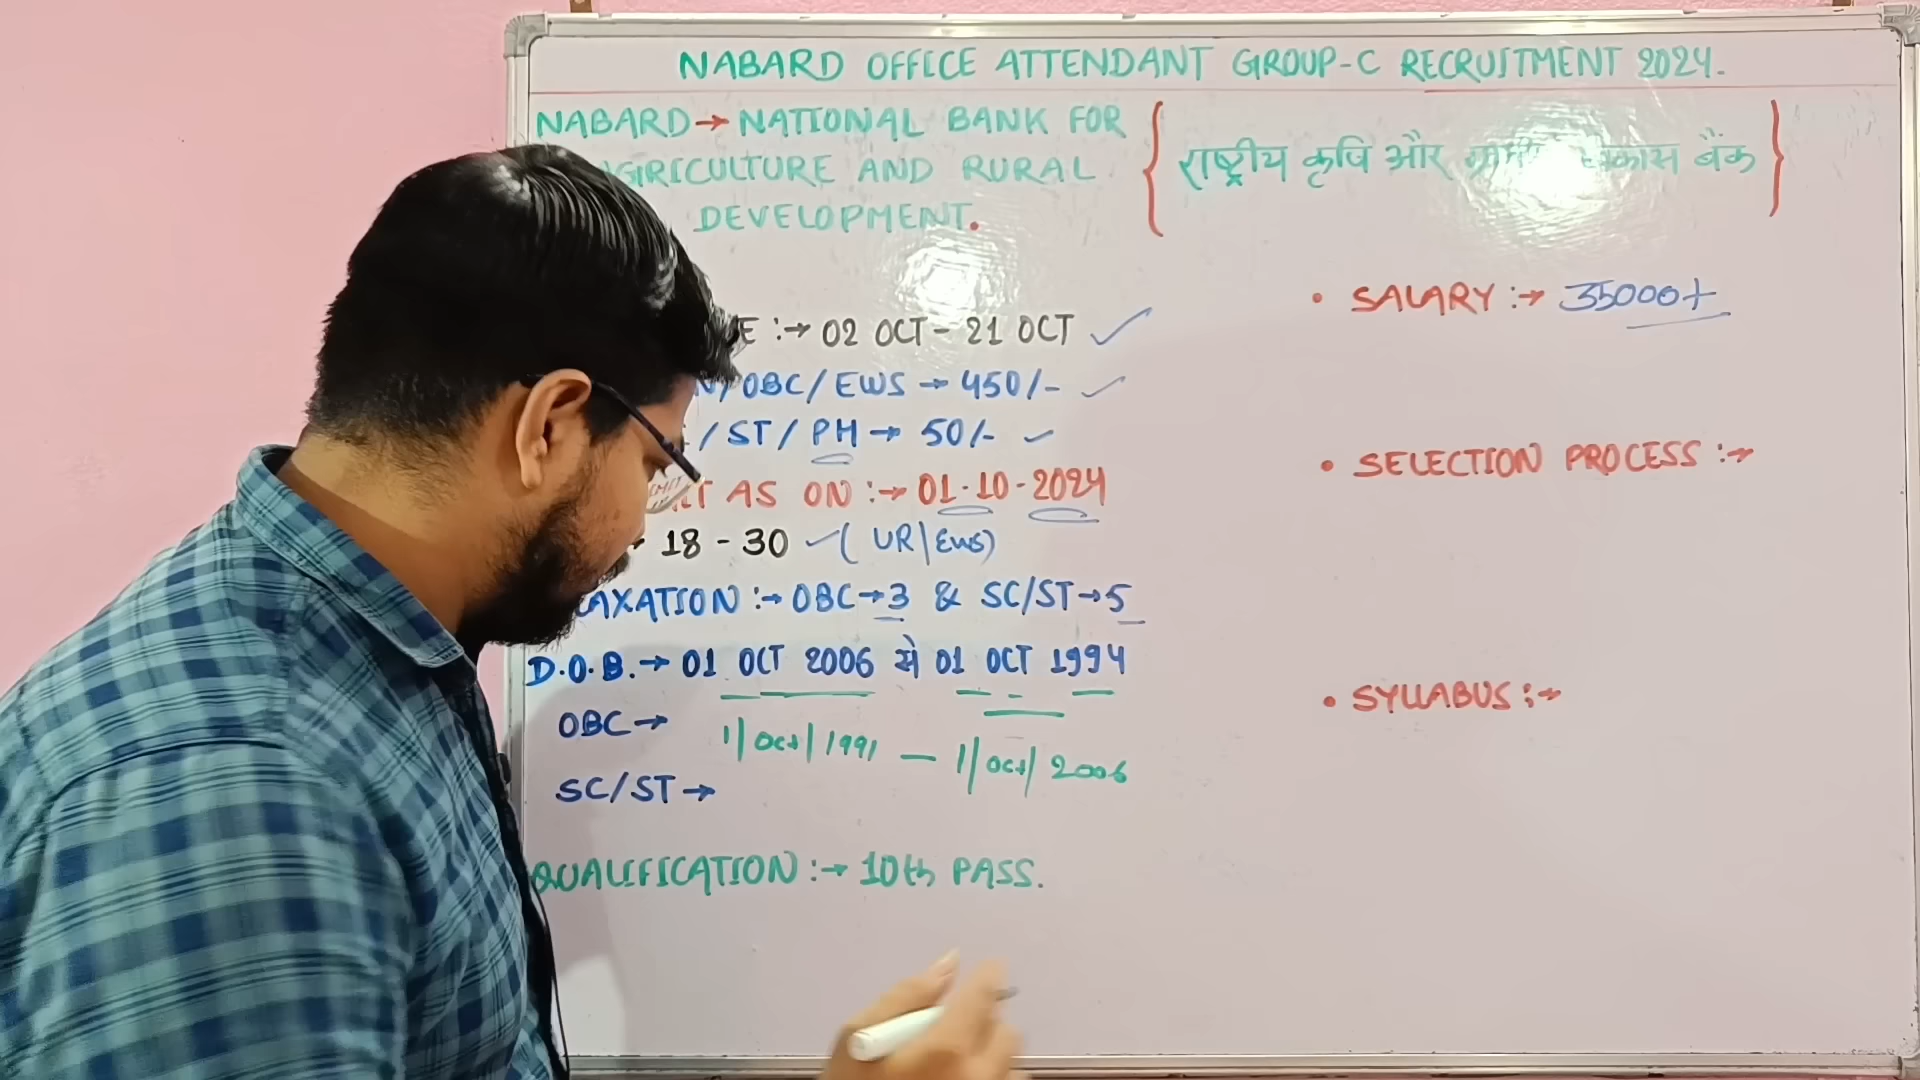 NABARD OFFICE ATTENDANT GROUP-C RECRUITMENT 2024.
NABARD → NATIONAL BANK FOR
AGRICULTURE AND RURAL
DEVELOPMENT.
{ राष्ट्रीय कृषि और विकास बैंक }
:→ 02 OCT - 21 OCT ✓
/OBC/EWS → 450/- ✓
/ST/PH → 50/- ✓
AS ON :→ 01-10-2024
18 - 30 ✓ ( UR|EWS)
:→ OBC→3 & SC/ST→5
D.O.B.→ 01 OCT 2006 से 01 OCT 1994
OBC→ 1/Oct/1991 — 1/Oct/2006
SC/ST→
QUALIFICATION :→ 10th PASS.
• SALARY :→ 35000+
• SELECTION PROCESS :→
• SYLLABUS :→